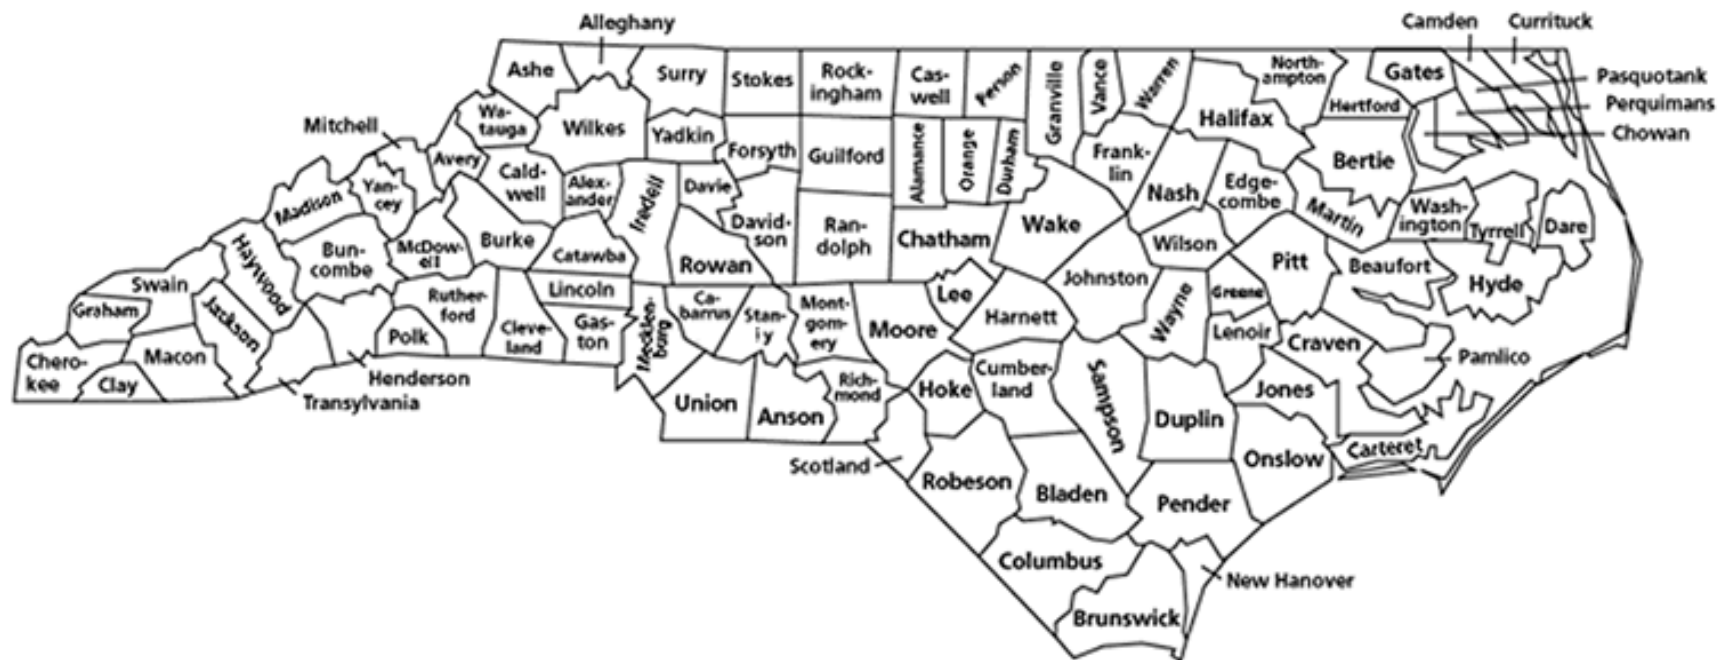 Alleghany
Camden
Currituck
Ashe
Surry
Stokes
Rock-
ingham
Cas-
well
Person
Granville
Vance
Warren
North-
ampton
Gates
Pasquotank
Hertford
Perquimans
Chowan
Mitchell
Wa-
tauga
Wilkes
Yadkin
Forsyth
Guilford
Alamance
Orange
Durham
Frank-
lin
Halifax
Bertie
Avery
Cald-
well
Alex-
ander
Iredell
Davie
Nash
Edge-
combe
Martin
Wash-
ington
Tyrrell
Dare
Madison
Yan-
cey
McDow-
ell
Burke
Catawba
Rowan
David-
son
Ran-
dolph
Chatham
Wake
Wilson
Pitt
Beaufort
Hyde
Swain
Haywood
Bun-
combe
Ruther-
ford
Lincoln
Johnston
Graham
Jackson
Polk
Cleve-
land
Gas-
ton
Mecklen-
burg
Ca-
barrus
Stan-
ly
Mont-
gom-
ery
Moore
Lee
Harnett
Wayne
Greene
Lenoir
Craven
Pamlico
Chero-
kee
Clay
Macon
Henderson
Transylvania
Union
Anson
Rich-
mond
Hoke
Cumber-
land
Sampson
Duplin
Jones
Onslow
Carteret
Scotland
Robeson
Bladen
Pender
Columbus
New Hanover
Brunswick